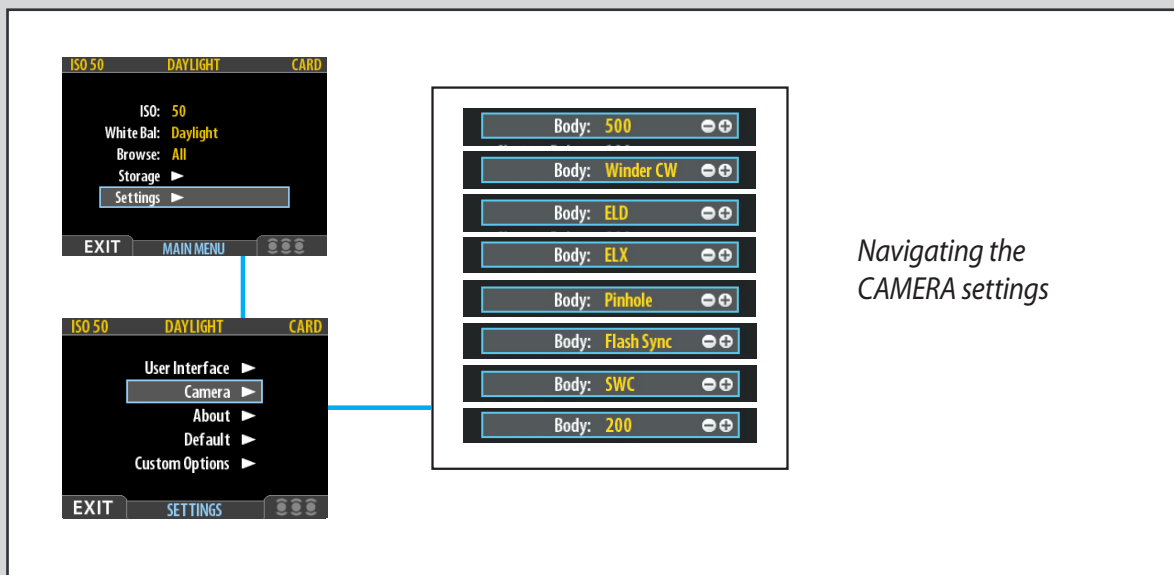 ISO 50 DAYLIGHT CARD
ISO: 50
White Bal: Daylight
Browse: All
Storage ►
Settings ►
EXIT MAIN MENU
ISO 50 DAYLIGHT CARD
User Interface ►
Camera ►
About ►
Default ►
Custom Options ►
EXIT SETTINGS
Body: 500
Body: Winder CW
Body: ELD
Body: ELX
Body: Pinhole
Body: Flash Sync
Body: SWC
Body: 200
Navigating the
CAMERA settings